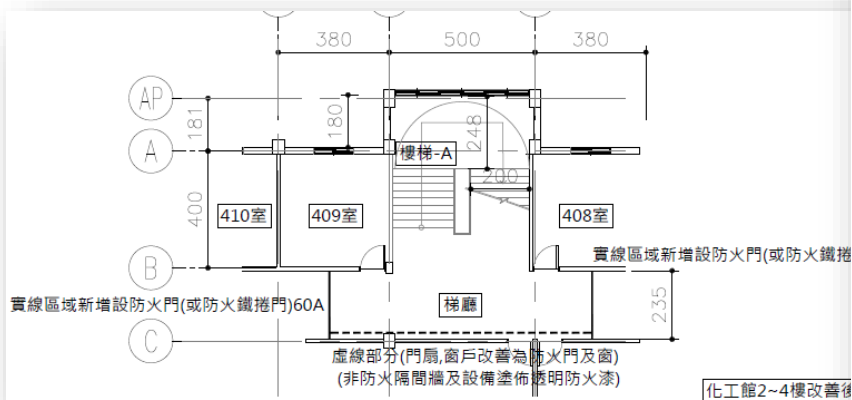 380
500
380
AP
181
180
248
A
樓梯-A
200
410室
409室
408室
400
B
實線區域新增設防火門(或防火鐵捲
實線區域新增設防火門(或防火鐵捲門)60A
梯廳
235
C
虛線部分(門扇,窗戶改善為防火門及窗)
(非防火隔間牆及設備塗佈透明防火漆)
化工館2~4樓改善後